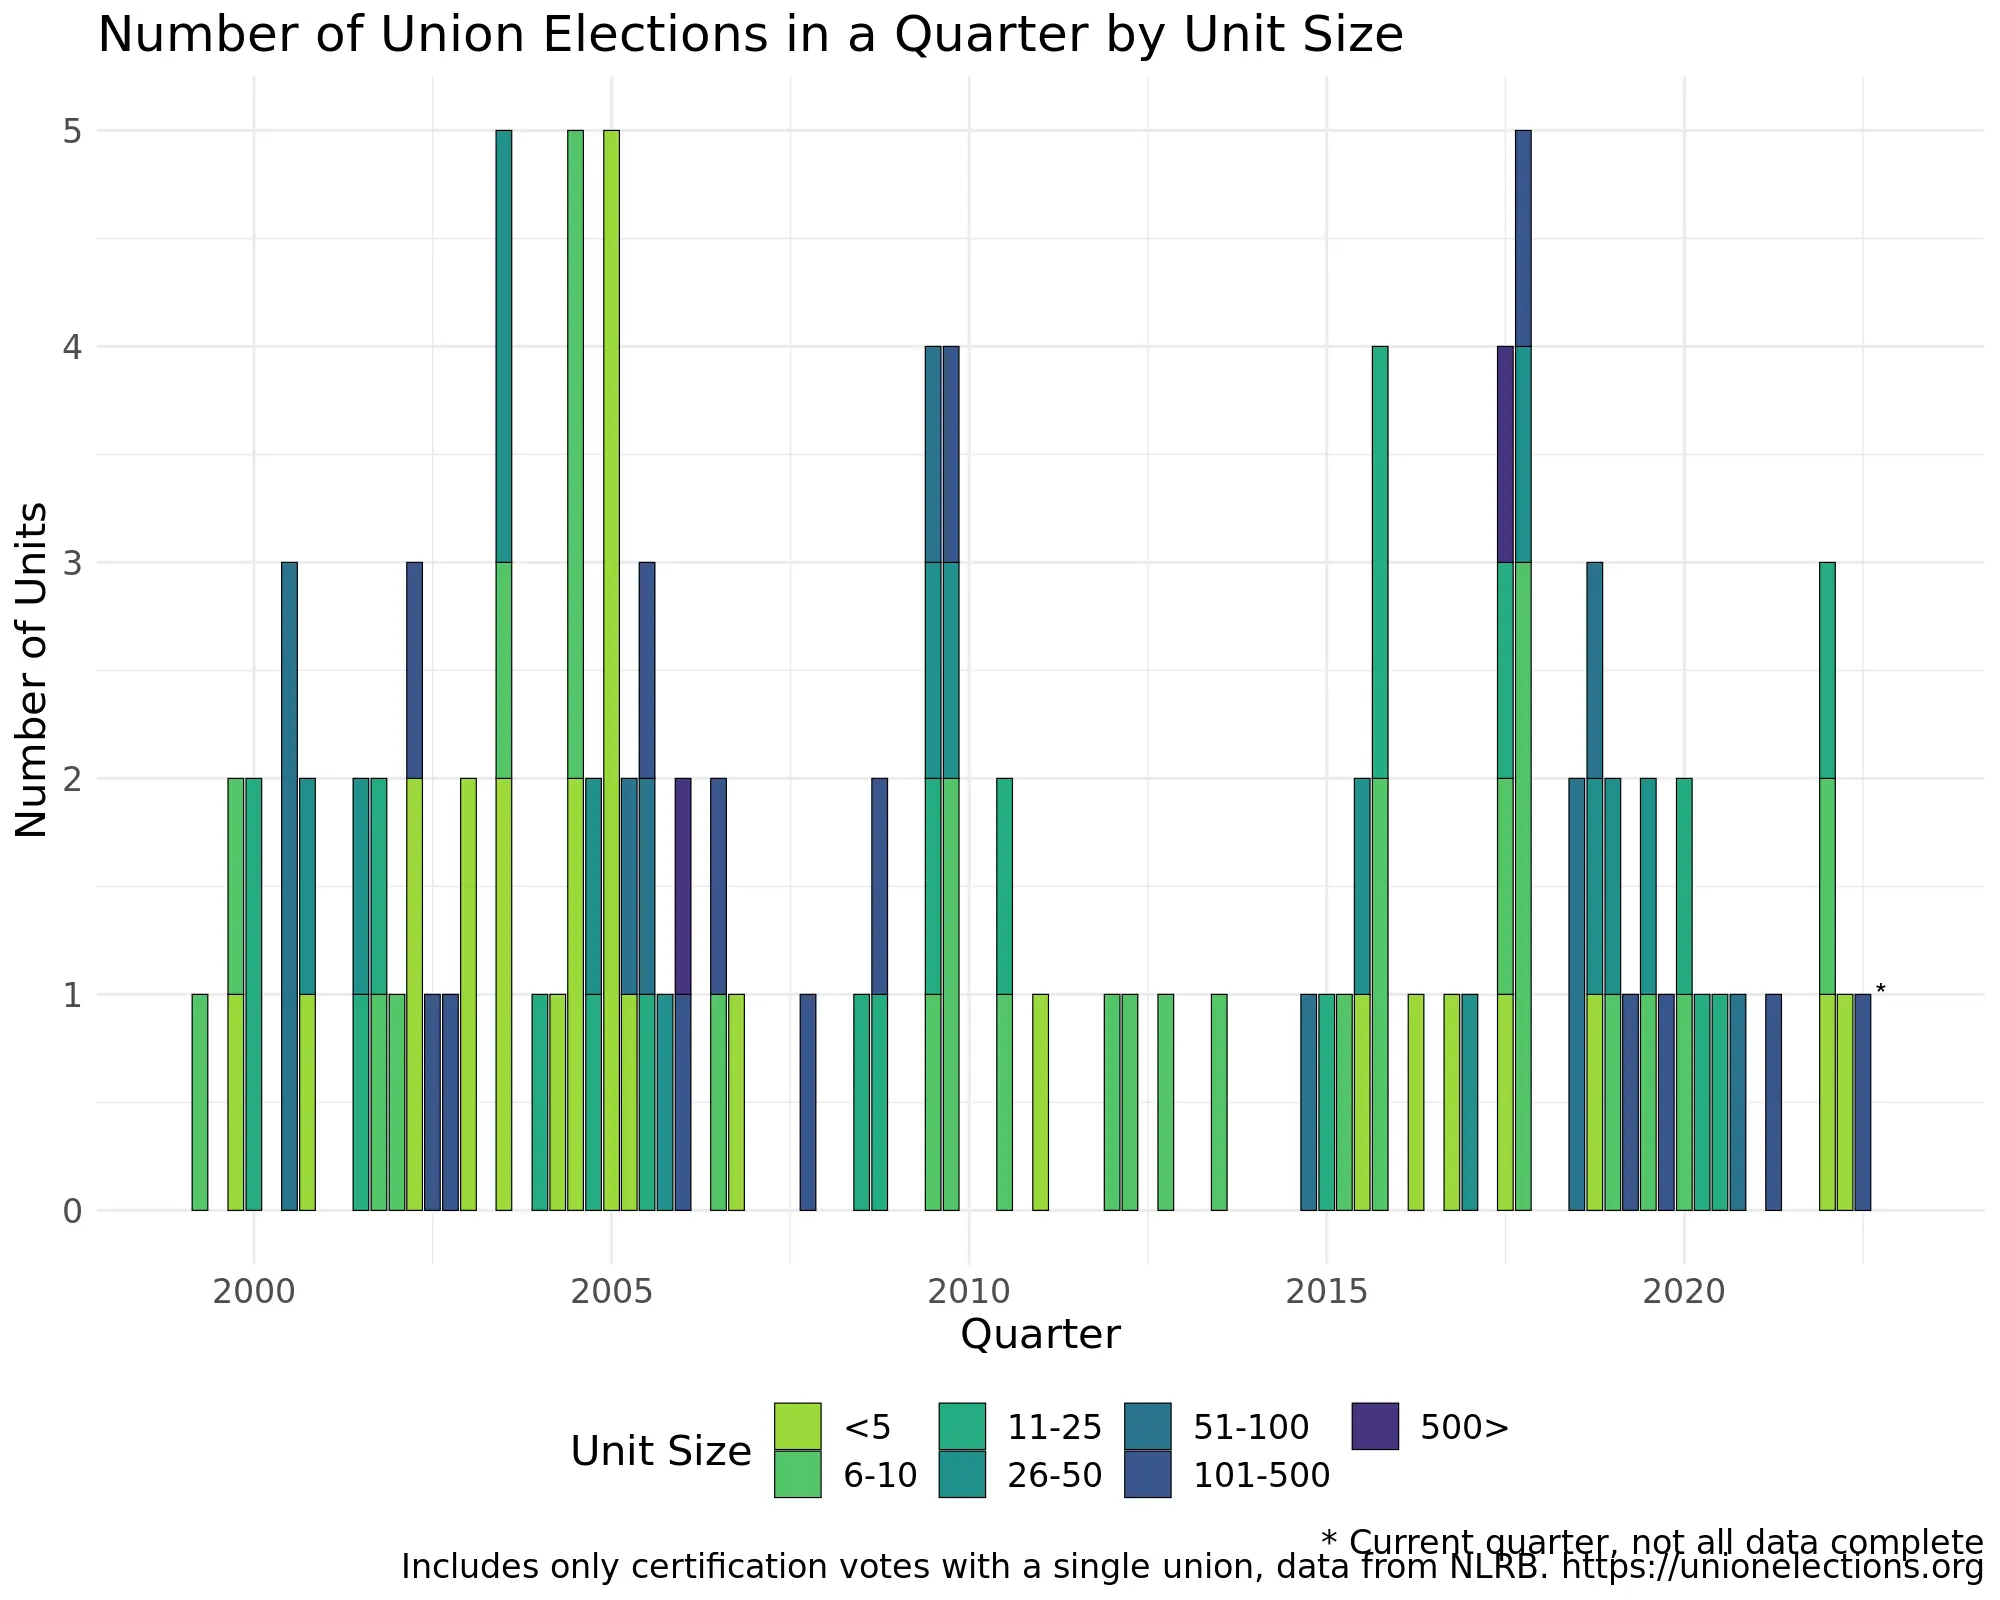 Number of Union Elections in a Quarter by Unit Size
Number of Units
5
4
3
2
1
0
*
2000 2005 2010 2015 2020
Quarter
Unit Size
<5 11-25 51-100 500>
6-10 26-50 101-500
* Current quarter, not all data complete
Includes only certification votes with a single union, data from NLRB. https://unionelections.org